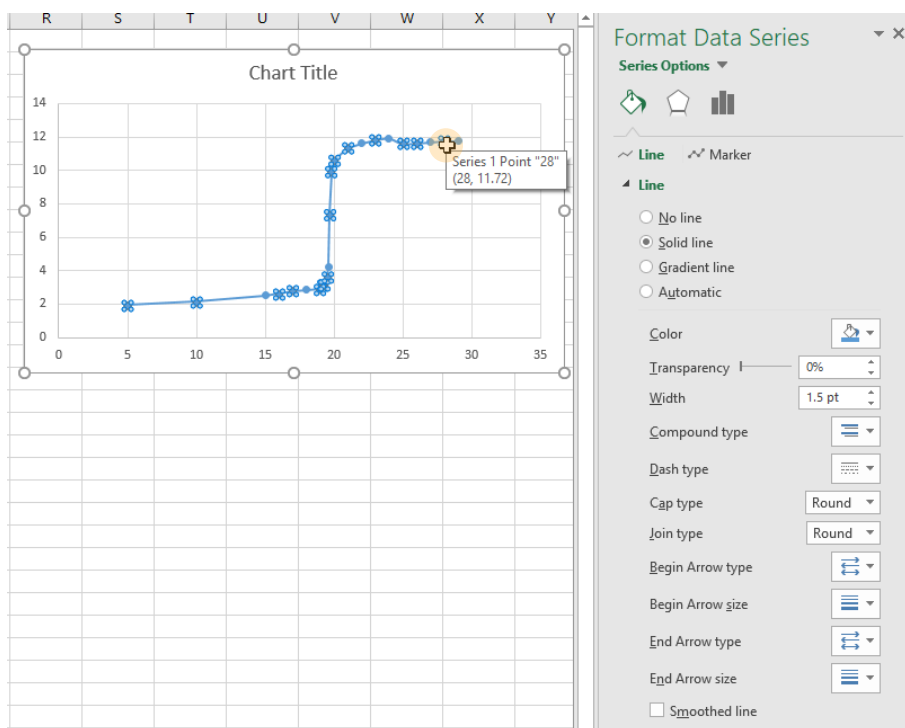 R S T U V W X Y
Chart Title
14
12
10
8
6
4
2
0
0 5 10 15 20 25 30 35
Series 1 Point "28"
(28, 11.72)
Format Data Series
Series Options
Line Marker
Line
No line
Solid line
Gradient line
Automatic
Color
Transparency 0%
Width 1.5 pt
Compound type
Dash type
Cap type Round
Join type Round
Begin Arrow type
Begin Arrow size
End Arrow type
End Arrow size
Smoothed line